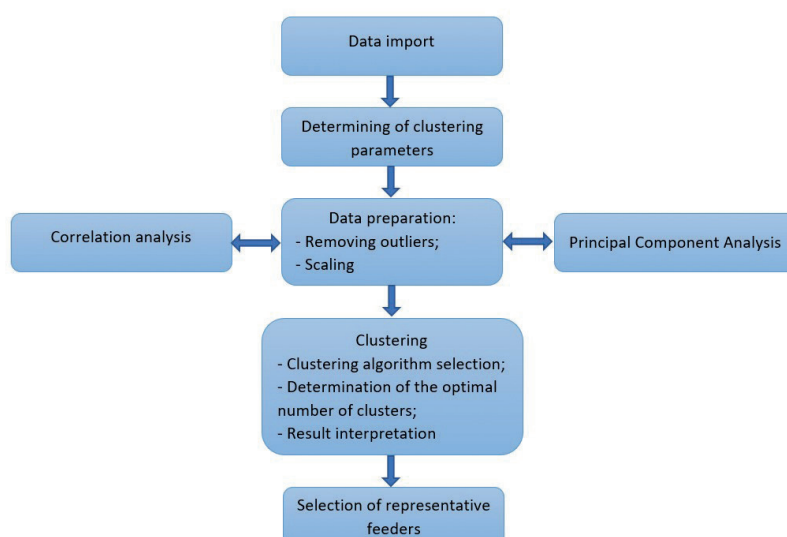 Data import
Determining of clustering
parameters
Data preparation:
- Removing outliers;
- Scaling
Correlation analysis
Principal Component Analysis
Clustering
- Clustering algorithm selection;
- Determination of the optimal
number of clusters;
- Result interpretation
Selection of representative
feeders